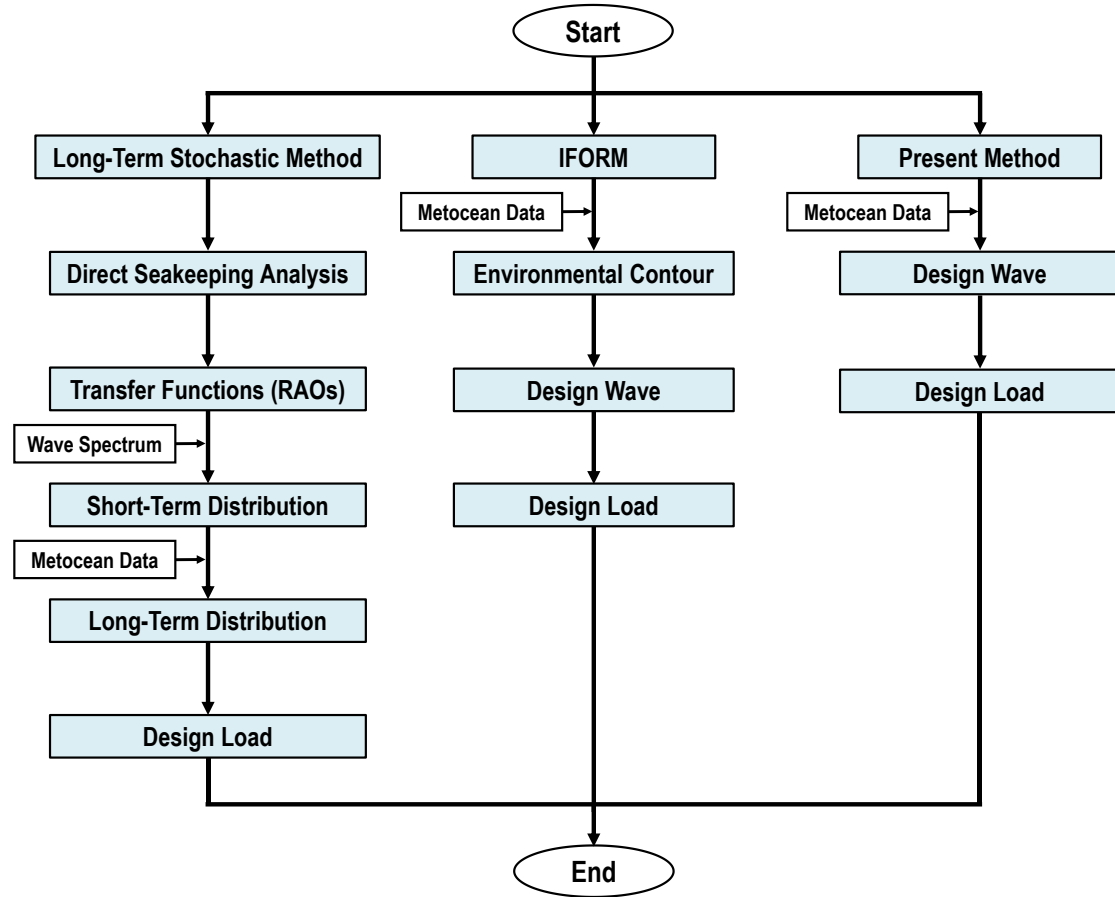 Start
Long-Term Stochastic Method
IFORM
Present Method
Metocean Data
Metocean Data
Direct Seakeeping Analysis
Environmental Contour
Design Wave
Transfer Functions (RAOs)
Design Wave
Design Load
Wave Spectrum
Short-Term Distribution
Design Load
Metocean Data
Long-Term Distribution
Design Load
End